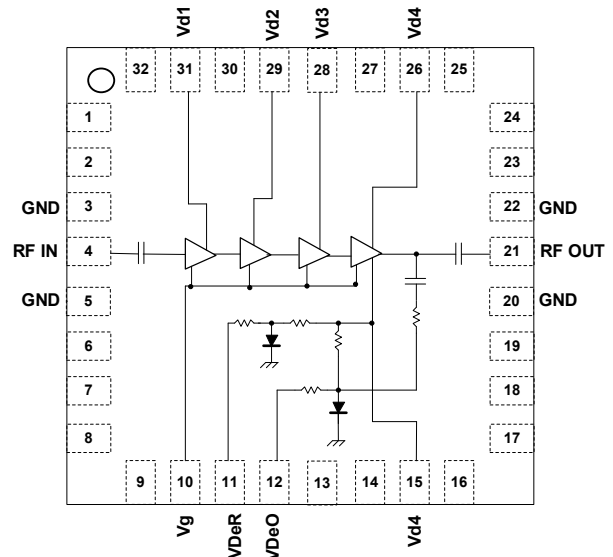 Vd1 Vd2 Vd3 Vd4
32 31 30 29 28 27 26 25
1 24
2 23
GND 3 22 GND
RF IN 4 21 RF OUT
GND 5 20 GND
6 19
7 18
8 17
9 10 11 12 13 14 15 16
Vg VDeR VDeO Vd4